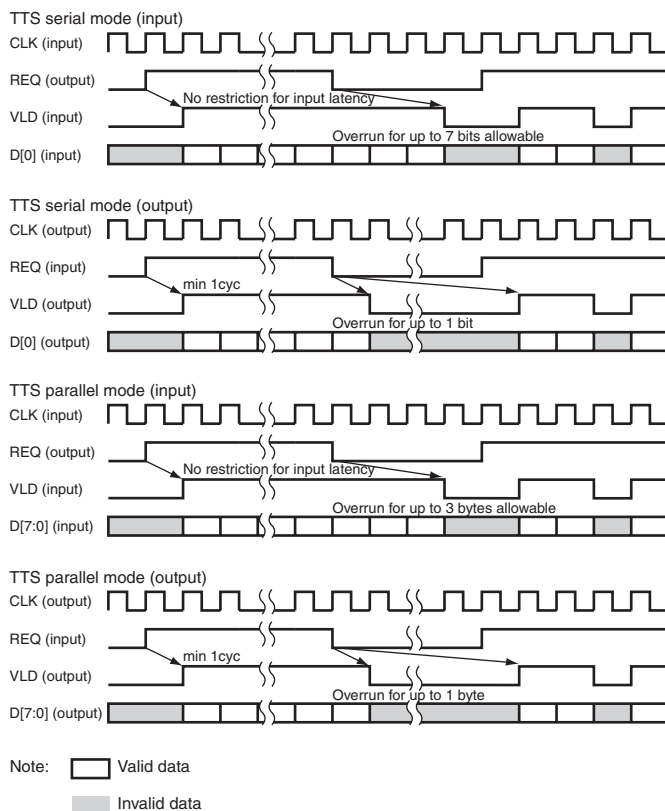 TTS serial mode (input)
CLK (input)
REQ (output)
No restriction for input latency
VLD (input)
Overrun for up to 7 bits allowable
D[0] (input)
TTS serial mode (output)
CLK (output)
REQ (input)
min 1cyc
VLD (output)
Overrun for up to 1 bit
D[0] (output)
TTS parallel mode (input)
CLK (input)
REQ (output)
No restriction for input latency
VLD (input)
Overrun for up to 3 bytes allowable
D[7:0] (input)
TTS parallel mode (output)
CLK (output)
REQ (input)
min 1cyc
VLD (output)
Overrun for up to 1 byte
D[7:0] (output)
Note: Valid data
Invalid data